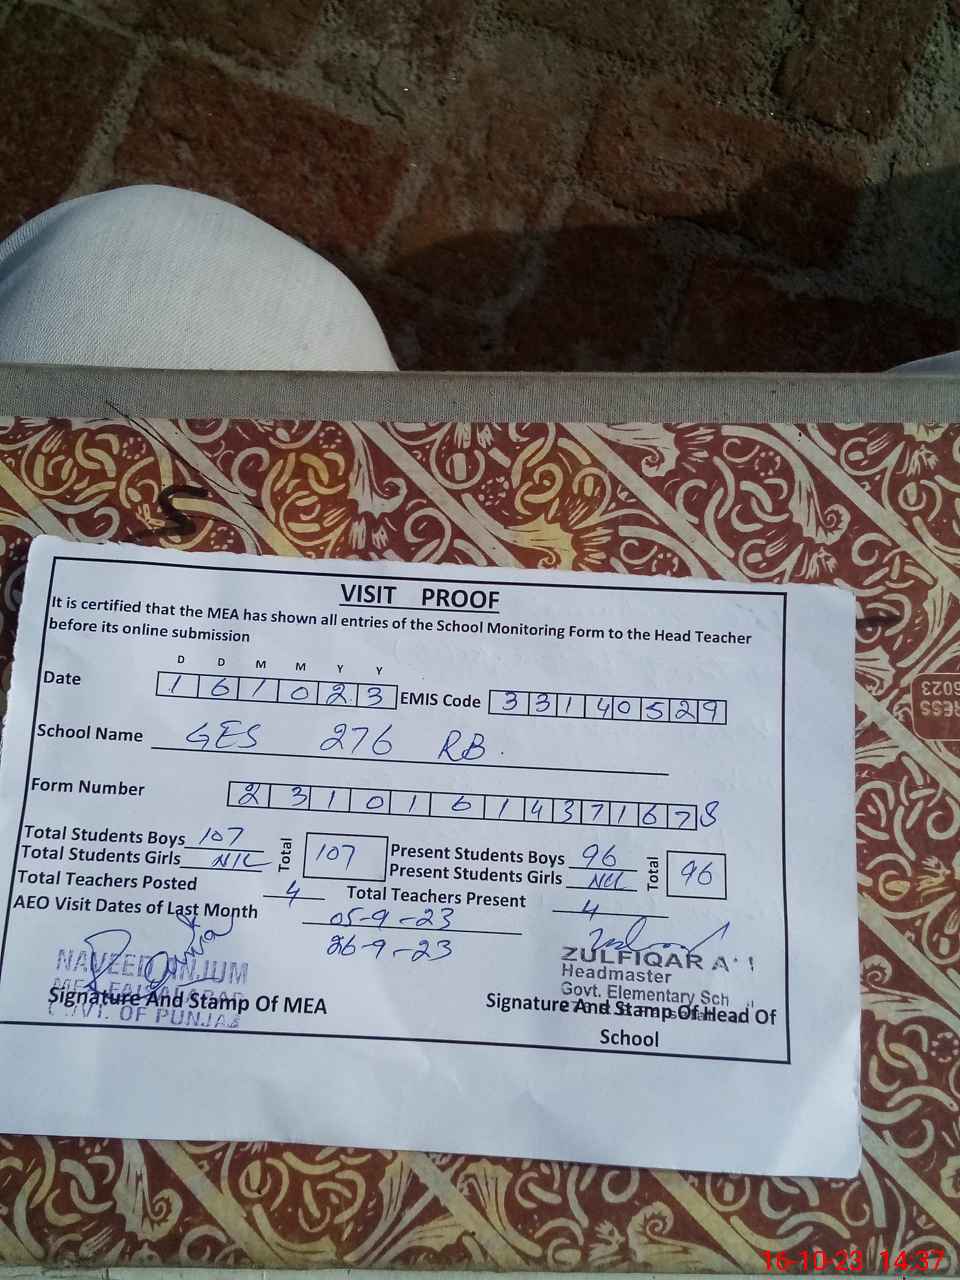 VISIT PROOF
It is certified that the MEA has shown all entries of the School Monitoring Form to the Head Teacher
before its online submission
D D M M Y Y
Date 1 6 1 0 2 3 EMIS Code 3 3 1 4 0 5 2 9
School Name GES 276 RB
Form Number 2 3 1 0 1 6 1 4 3 7 1 6 7 8
Total Students Boys 107 Total 107 Present Students Boys 96 Total 96
Total Students Girls NIL Present Students Girls NIL
Total Teachers Posted 4 Total Teachers Present 4
AEO Visit Dates of Last Month 05-9-23
26-9-23
NAVEED ANJUM
GOVT. OF PUNJAB
Signature And Stamp Of MEA
ZULFIQAR
Headmaster
Govt. Elementary Sch
Signature And Stamp Of Head Of
School
16-10-23 14:37